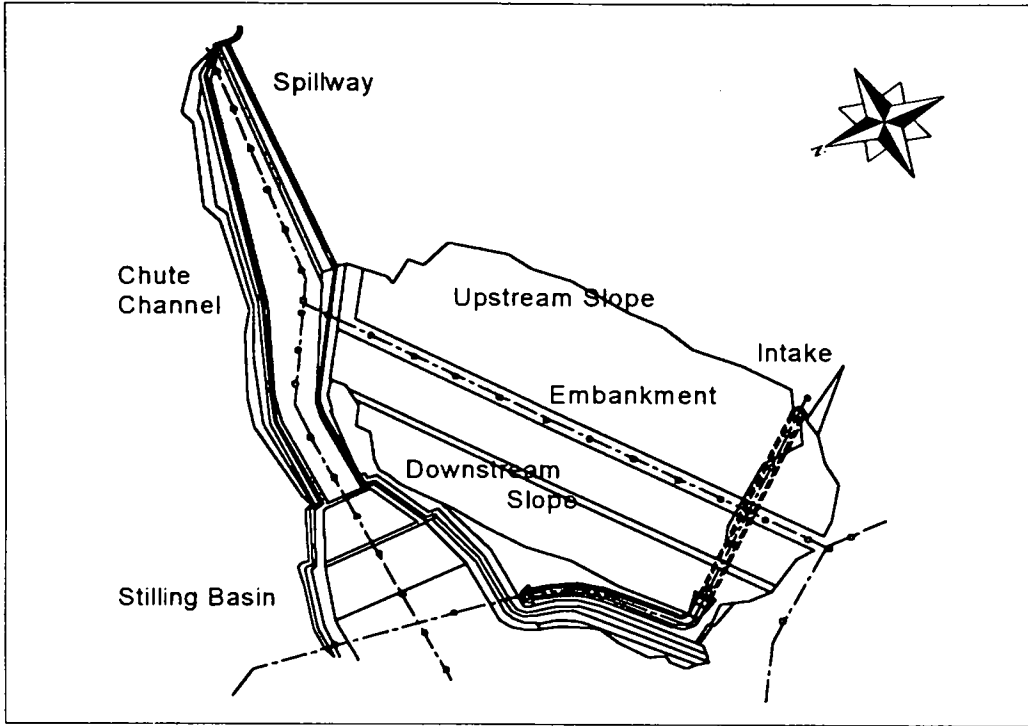 Spillway
N
Chute
Channel
Upstream Slope
Intake
Embankment
Downstream
Slope
Stilling Basin